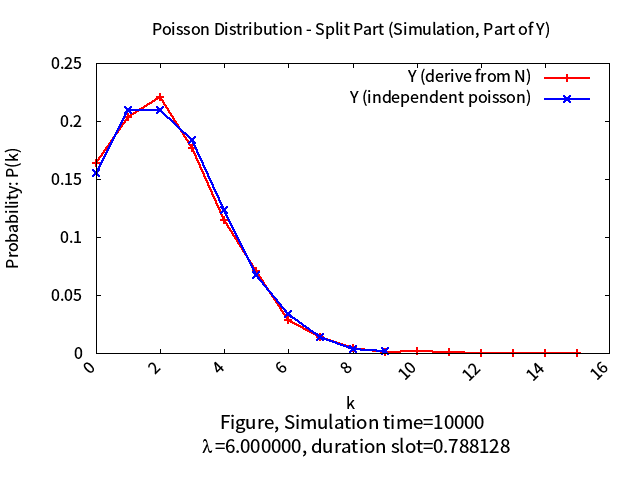 Poisson Distribution - Split Part (Simulation, Part of Y)
Y (derive from N)
Y (independent poisson)
Probability: P(k)
0.25
0.2
0.15
0.1
0.05
0
0 2 4 6 8 10 12 14 16
k
Figure, Simulation time=10000
λ=6.000000, duration slot=0.788128